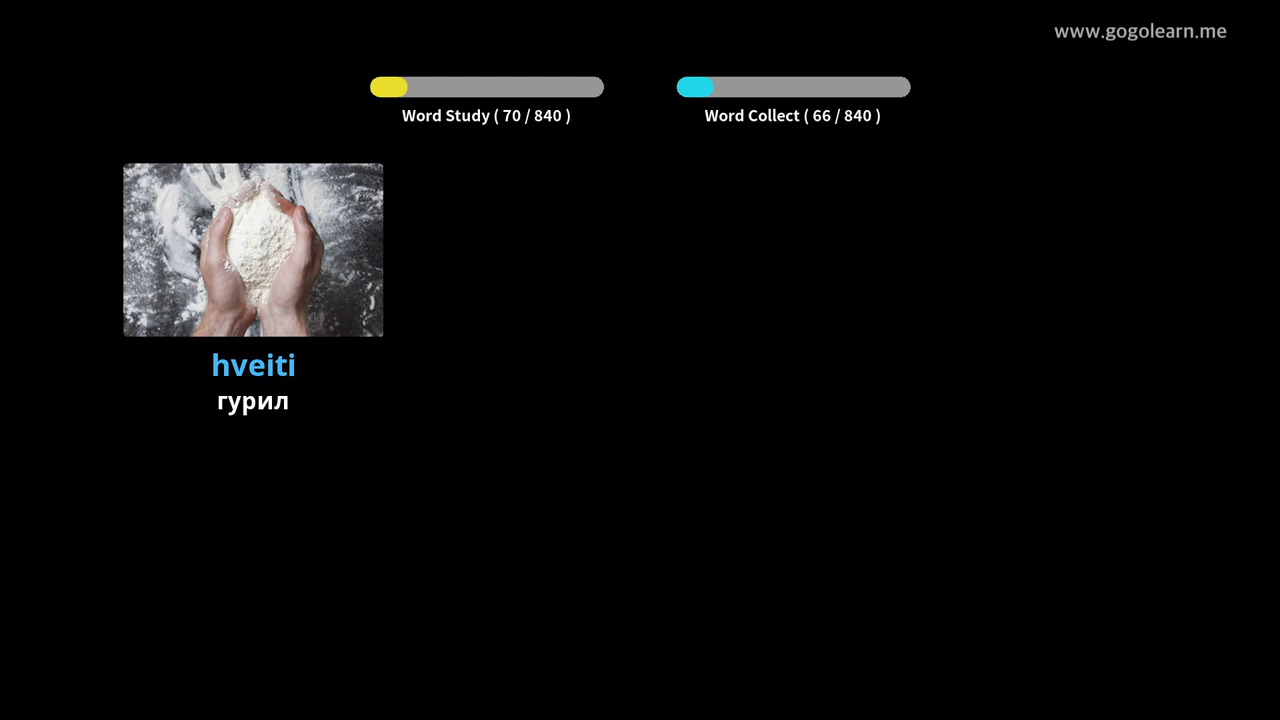 www.gogolearn.me
Word Study ( 70 / 840 )
Word Collect ( 66 / 840 )
hveiti
гурил